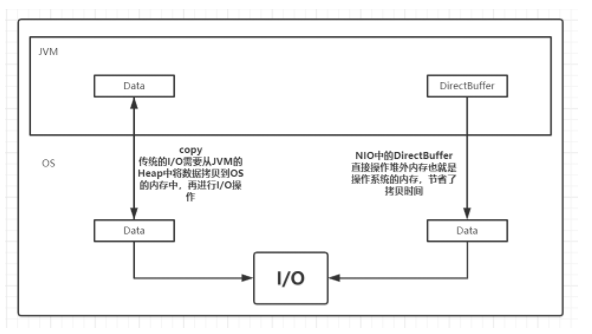 JVM
Data
DirectBuffer
copy
传统的I/O需要从JVM的
Heap中将数据拷贝到OS
的内存中，再进行I/O操
作
OS
NIO中的DirectBuffer
直接操作堆外内存也就是
操作系统的内存，节省了
拷贝时间
Data
Data
I/O